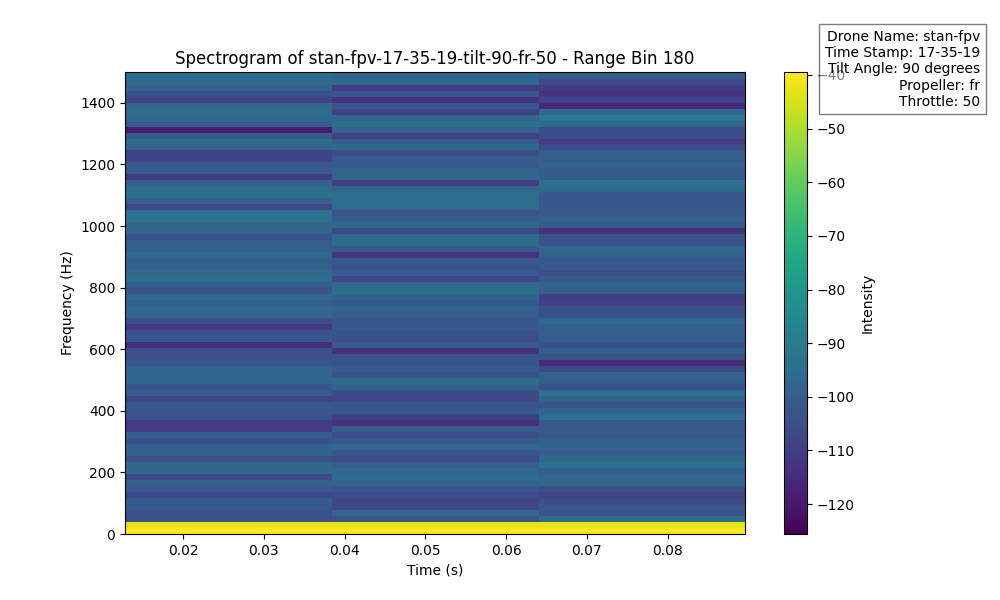 Drone Name: stan-fpv
Time Stamp: 17-35-19
Tilt Angle: 90 degrees
Propeller: fr
Throttle: 50
Spectrogram of stan-fpv-17-35-19-tilt-90-fr-50 - Range Bin 180
Frequency (Hz)
1400
1200
1000
800
600
400
200
0
0.02 0.03 0.04 0.05 0.06 0.07 0.08
Time (s)
−40
−50
−60
−70
−80
−90
−100
−110
−120
Intensity